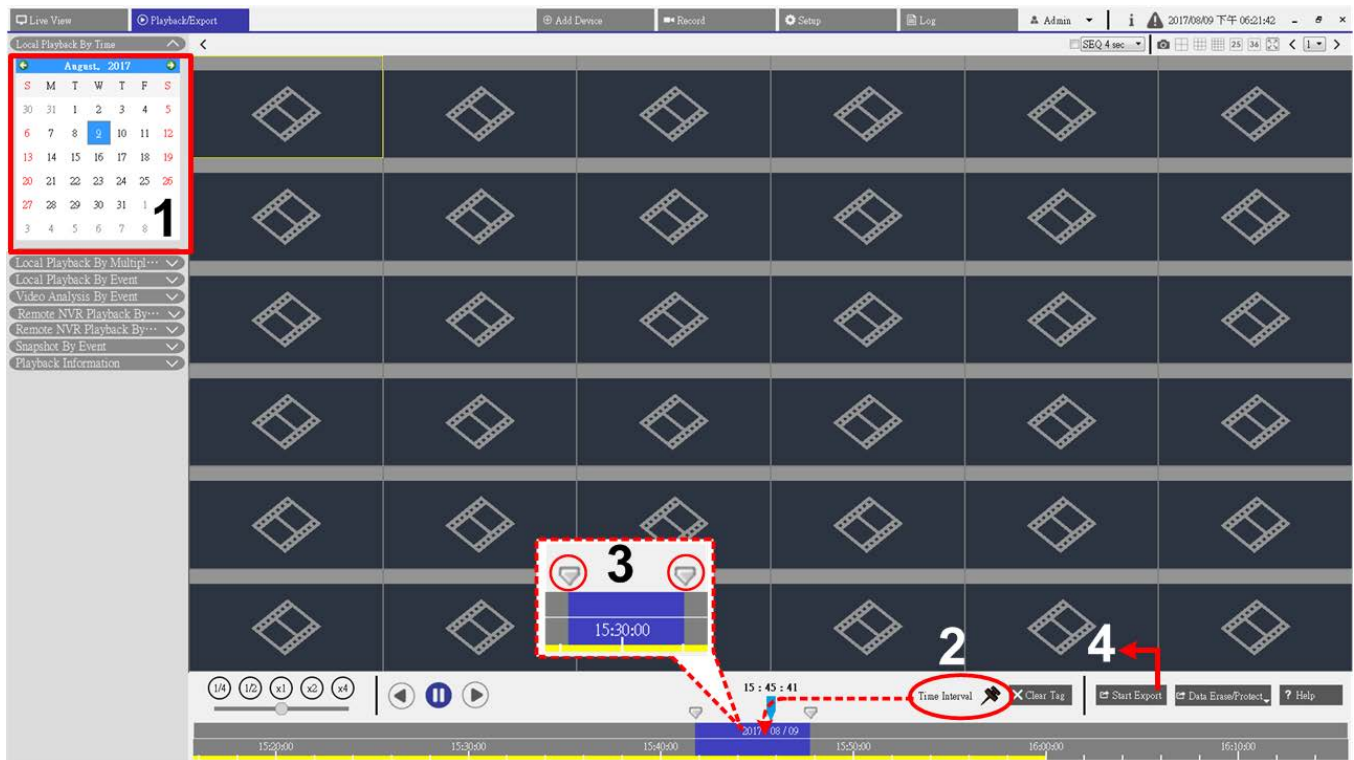 Live View Playback/Export Add Device Record Setup Log Admin i 2017/08/09 下午 06:21:42
Local Playback By Time SEQ 4 sec 25 36 1
August, 2017
S M T W T F S
30 31 1 2 3 4 5
6 7 8 9 10 11 12
13 14 15 16 17 18 19
20 21 22 23 24 25 26
27 28 29 30 31 1
3 4 5 6 7 8
1
Local Playback By Multipl···
Local Playback By Event
Video Analysis By Event
Remote NVR Playback By···
Remote NVR Playback By···
Snapshot By Event
Playback Information
3
15:30:00
2
4
1/4 1/2 x1 x2 x4 15 : 45 : 41 Time Interval Clear Tag Start Export Data Erase/Protect ? Help
2017 08 / 09
15:20:00 15:30:00 15:40:00 15:50:00 16:00:00 16:10:00